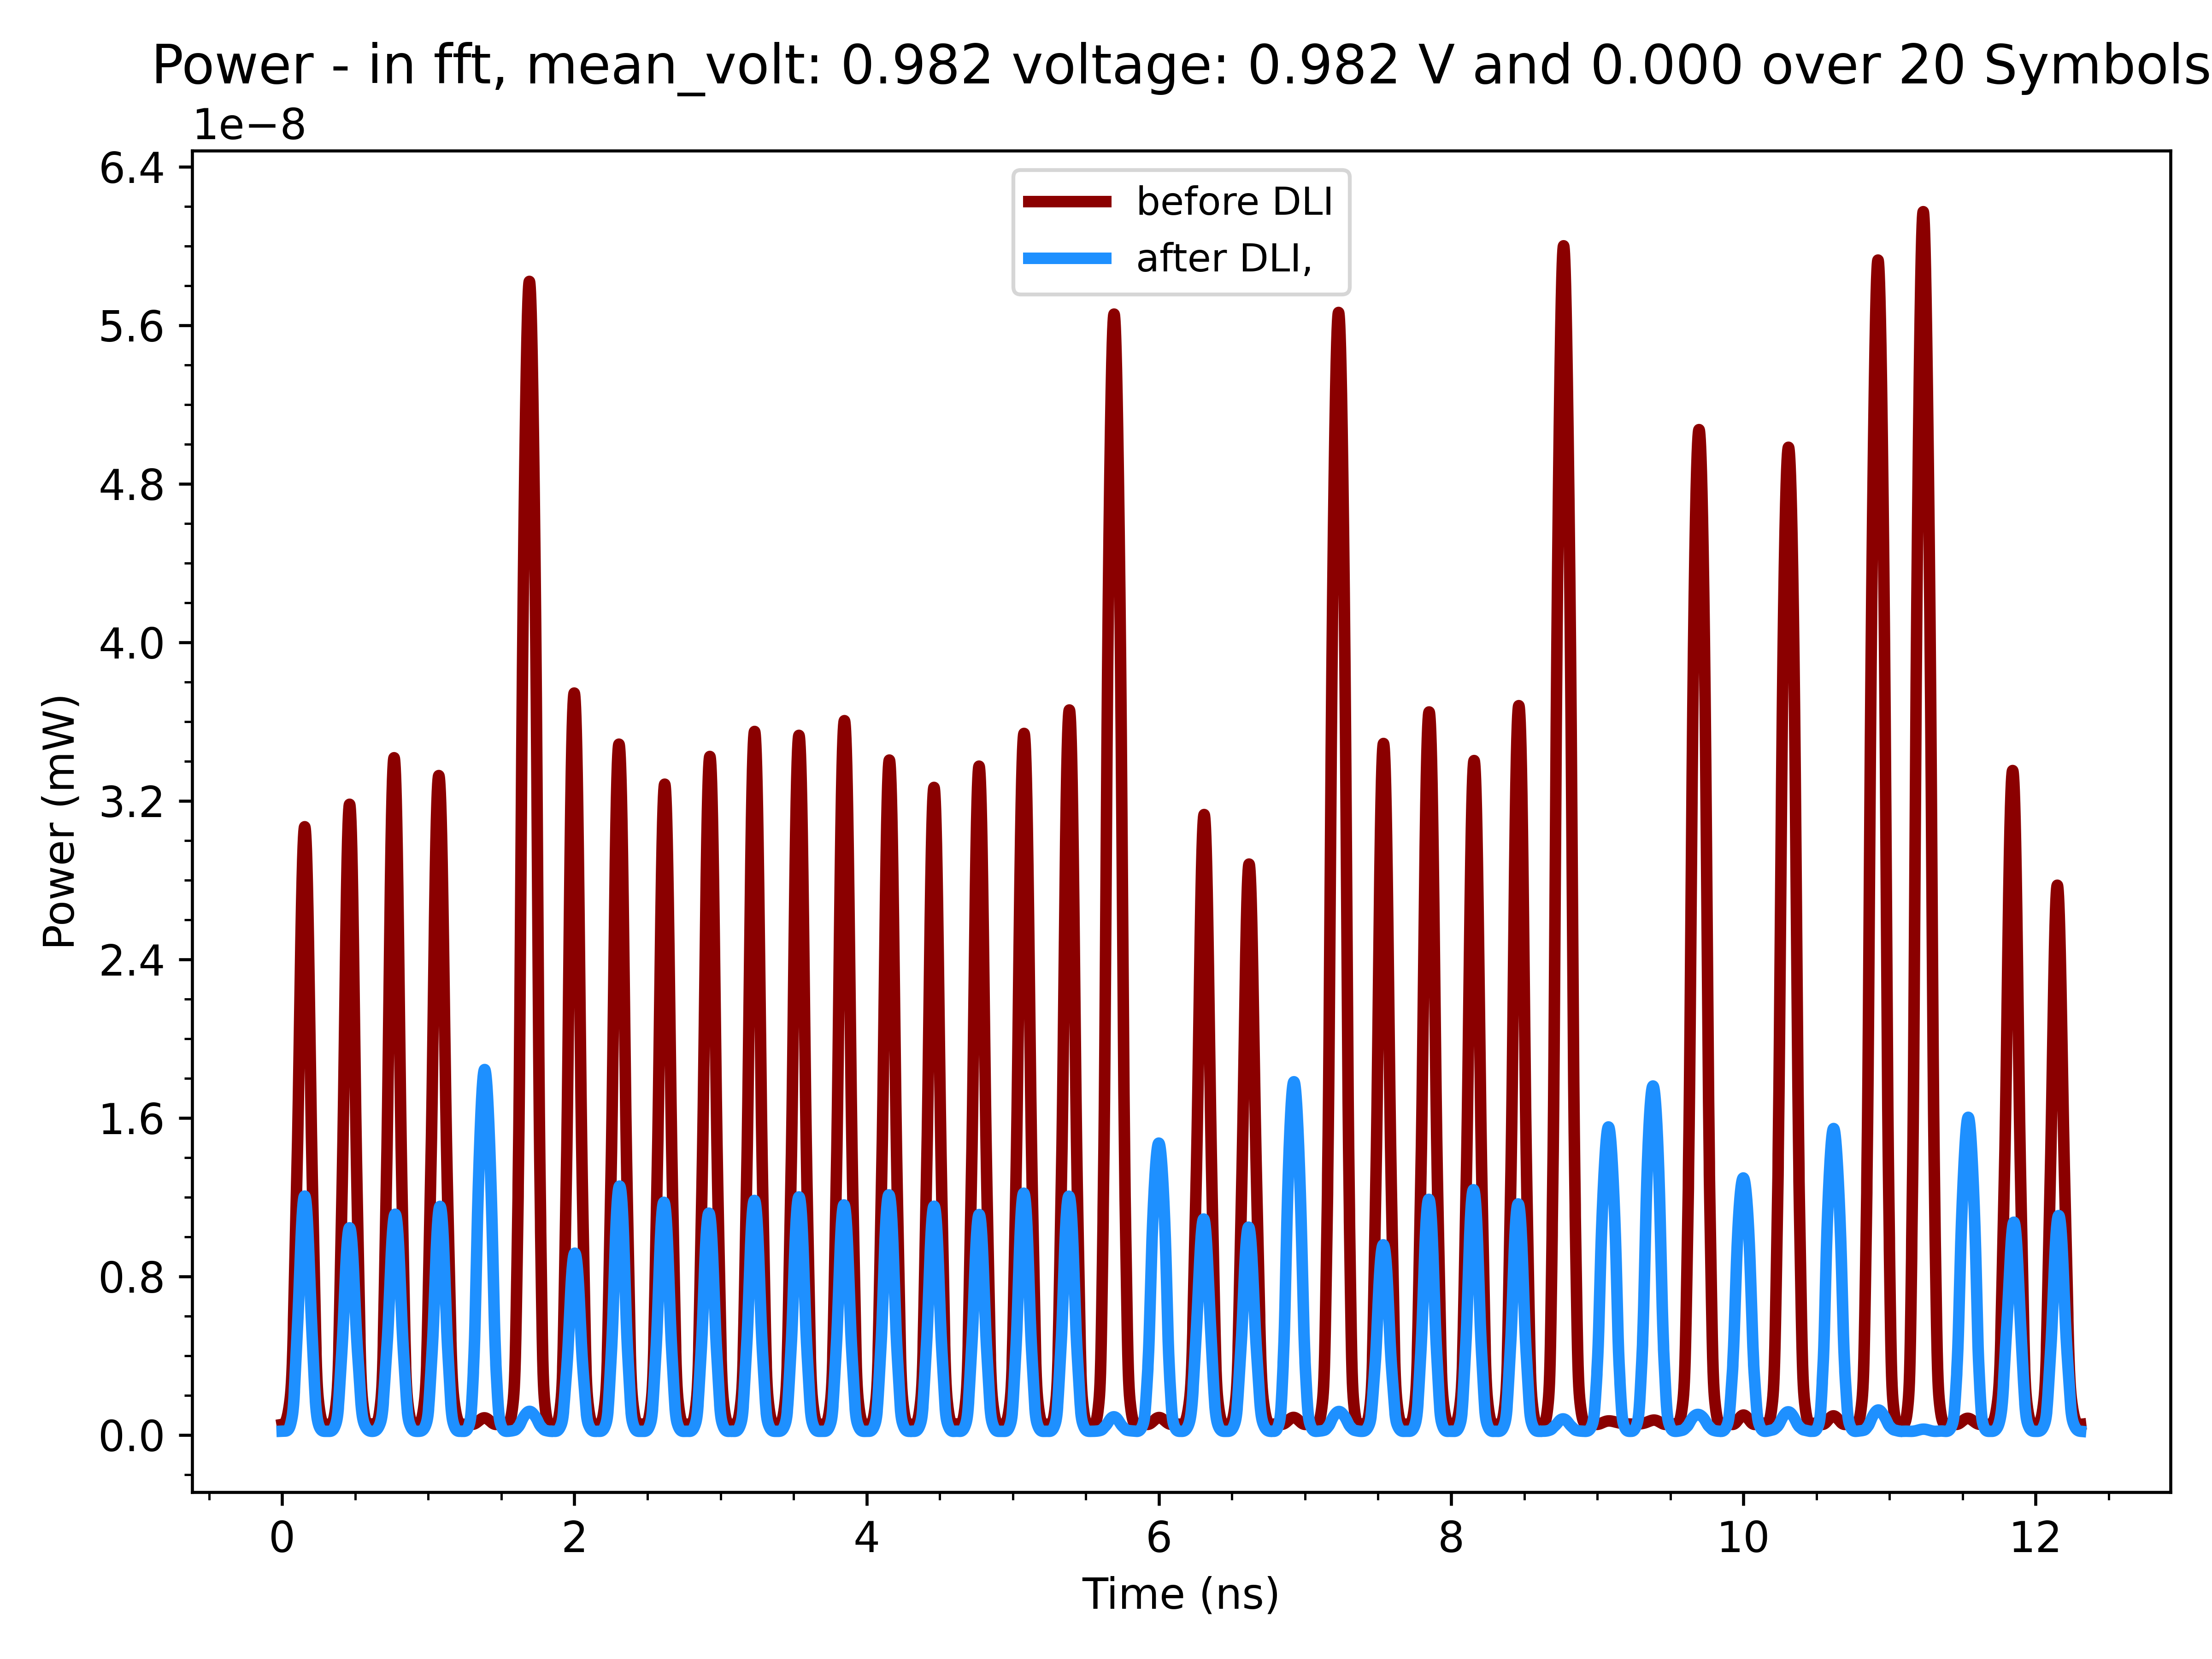 Power - in fft, mean_volt: 0.982 voltage: 0.982 V and 0.000 over 20 Symbols
1e−8
6.4
5.6
4.8
4.0
3.2
2.4
1.6
0.8
0.0
Power (mW)
before DLI
after DLI,
0 2 4 6 8 10 12
Time (ns)